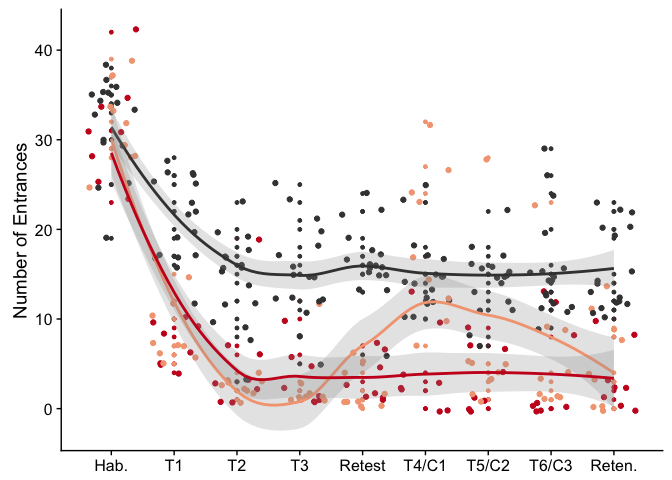 Number of Entrances
40
30
20
10
0
Hab. T1 T2 T3 Retest T4/C1 T5/C2 T6/C3 Reten.